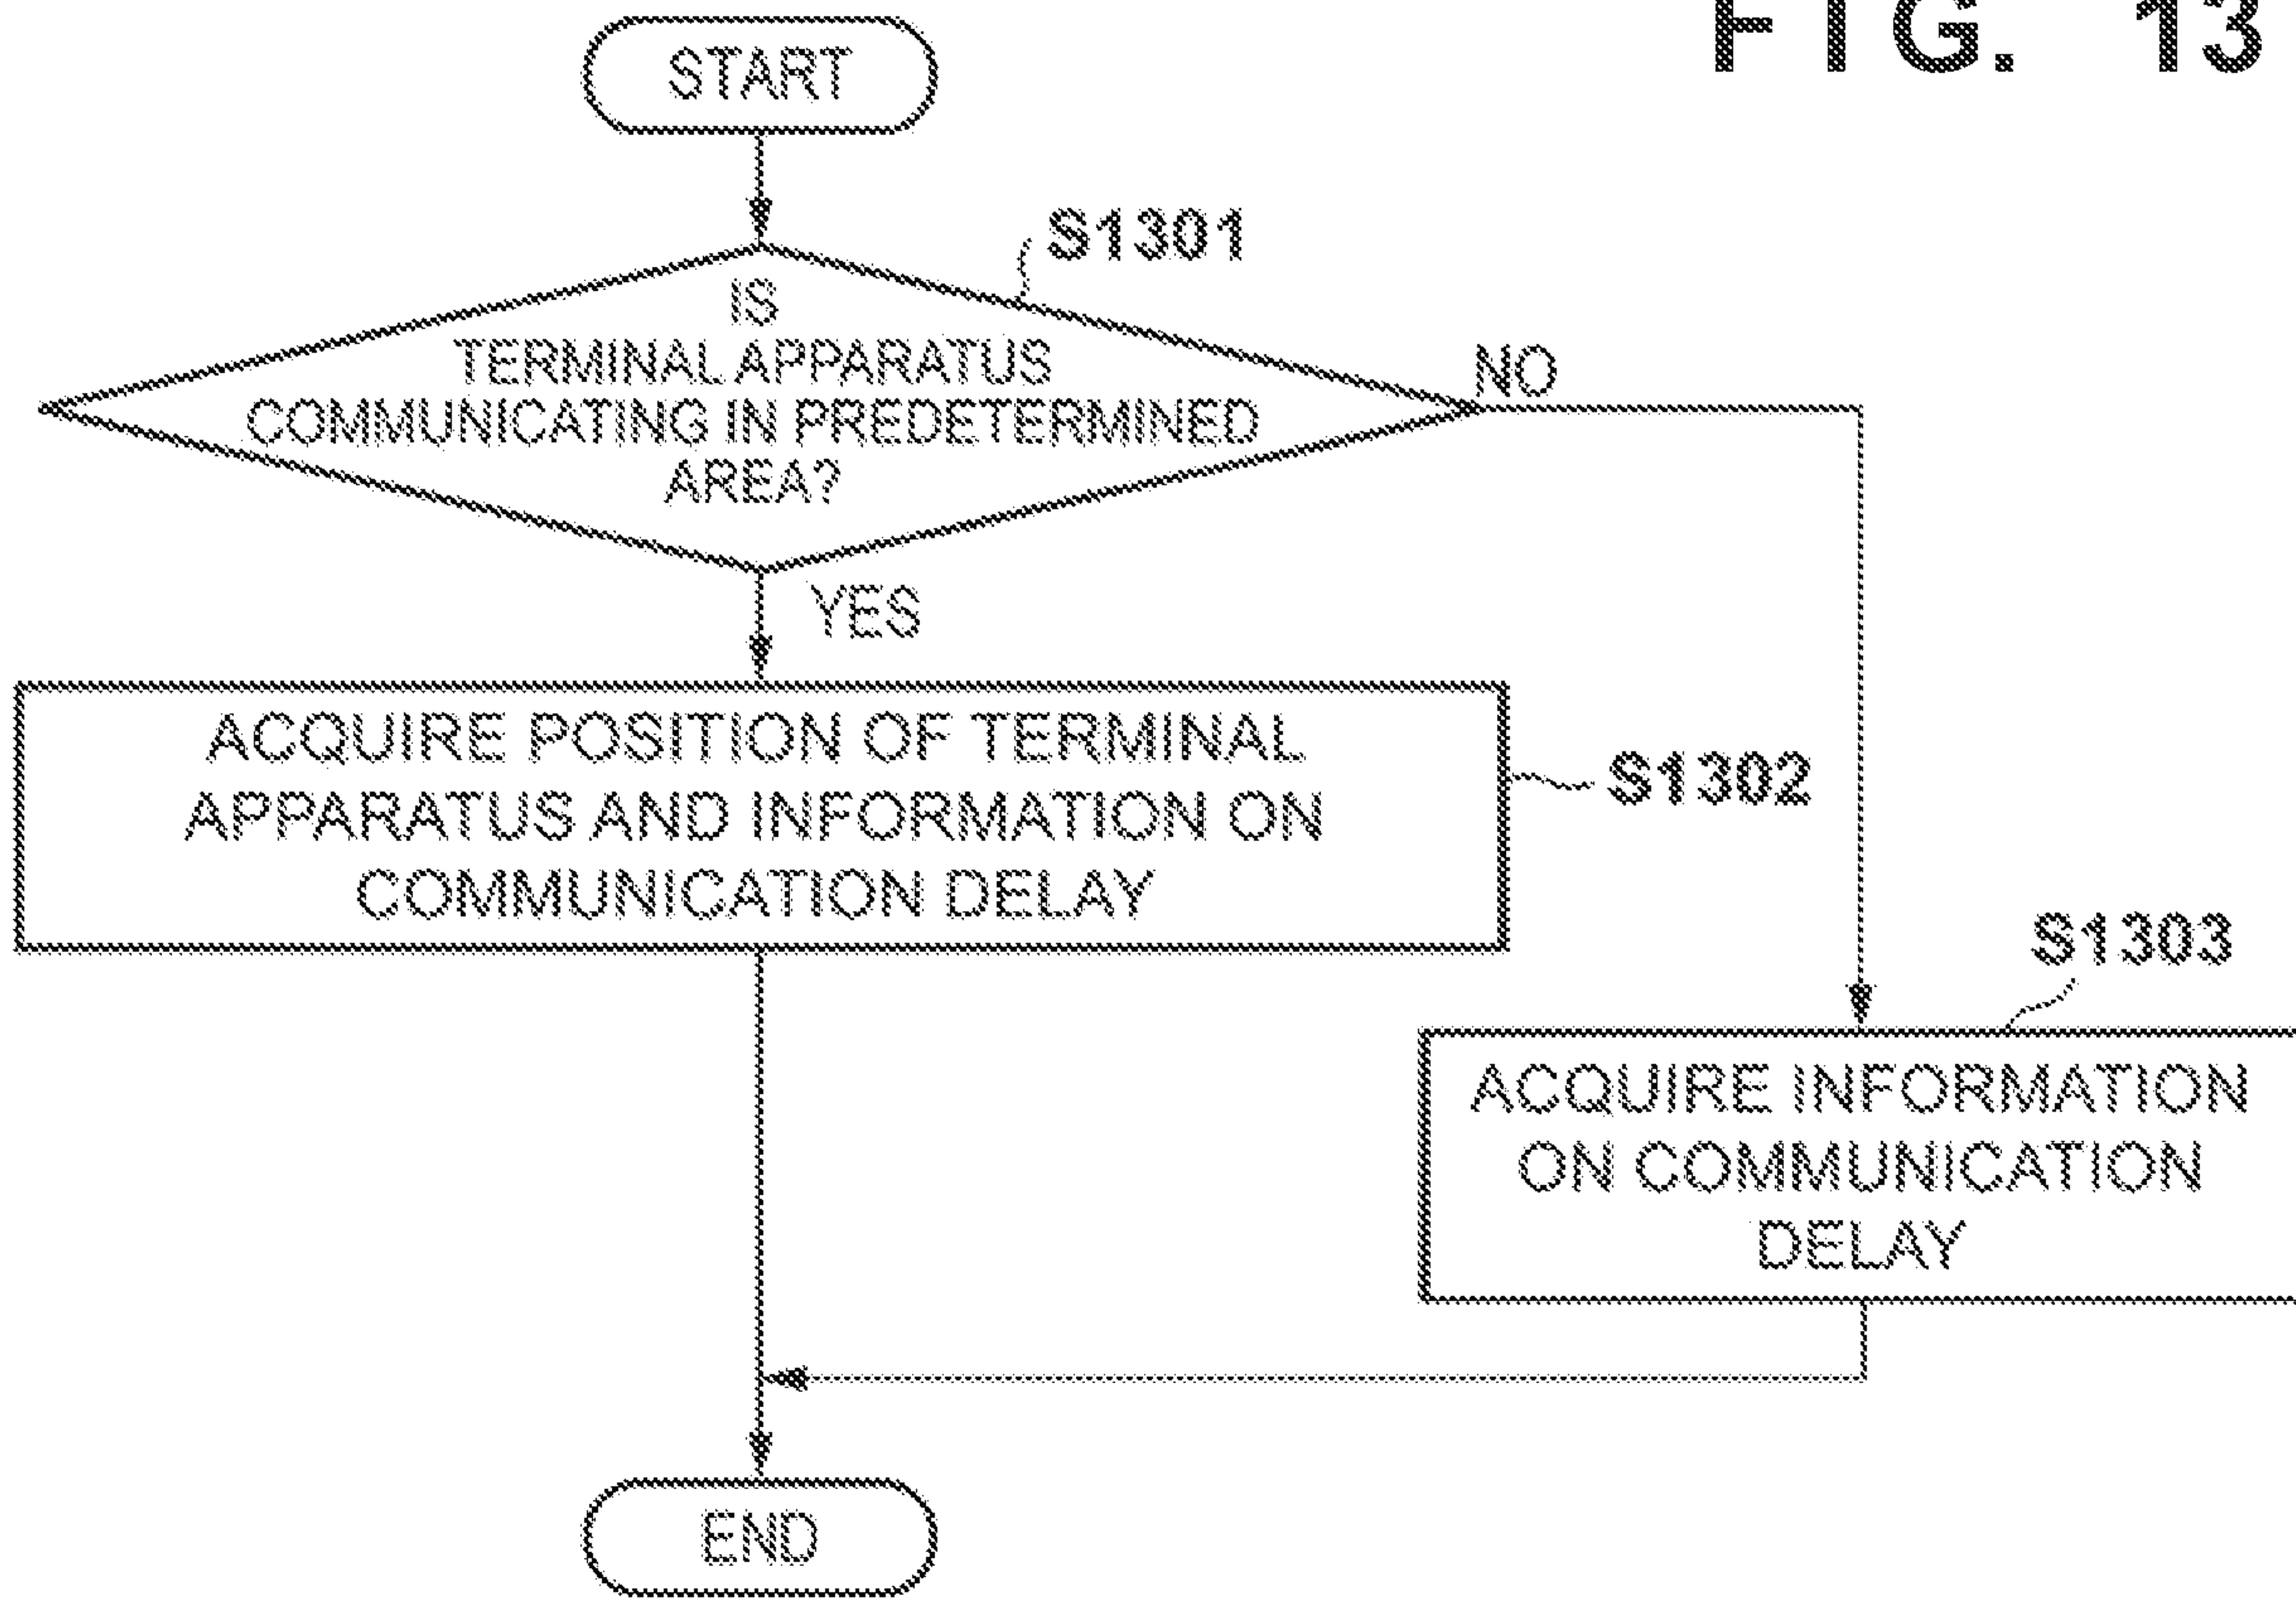 FIG. 13
START
S1301
IS
TERMINAL APPARATUS
COMMUNICATING IN PREDETERMINED
AREA?
NO
YES
ACQUIRE POSITION OF TERMINAL
APPARATUS AND INFORMATION ON
COMMUNICATION DELAY
S1302
S1303
ACQUIRE INFORMATION
ON COMMUNICATION
DELAY
END